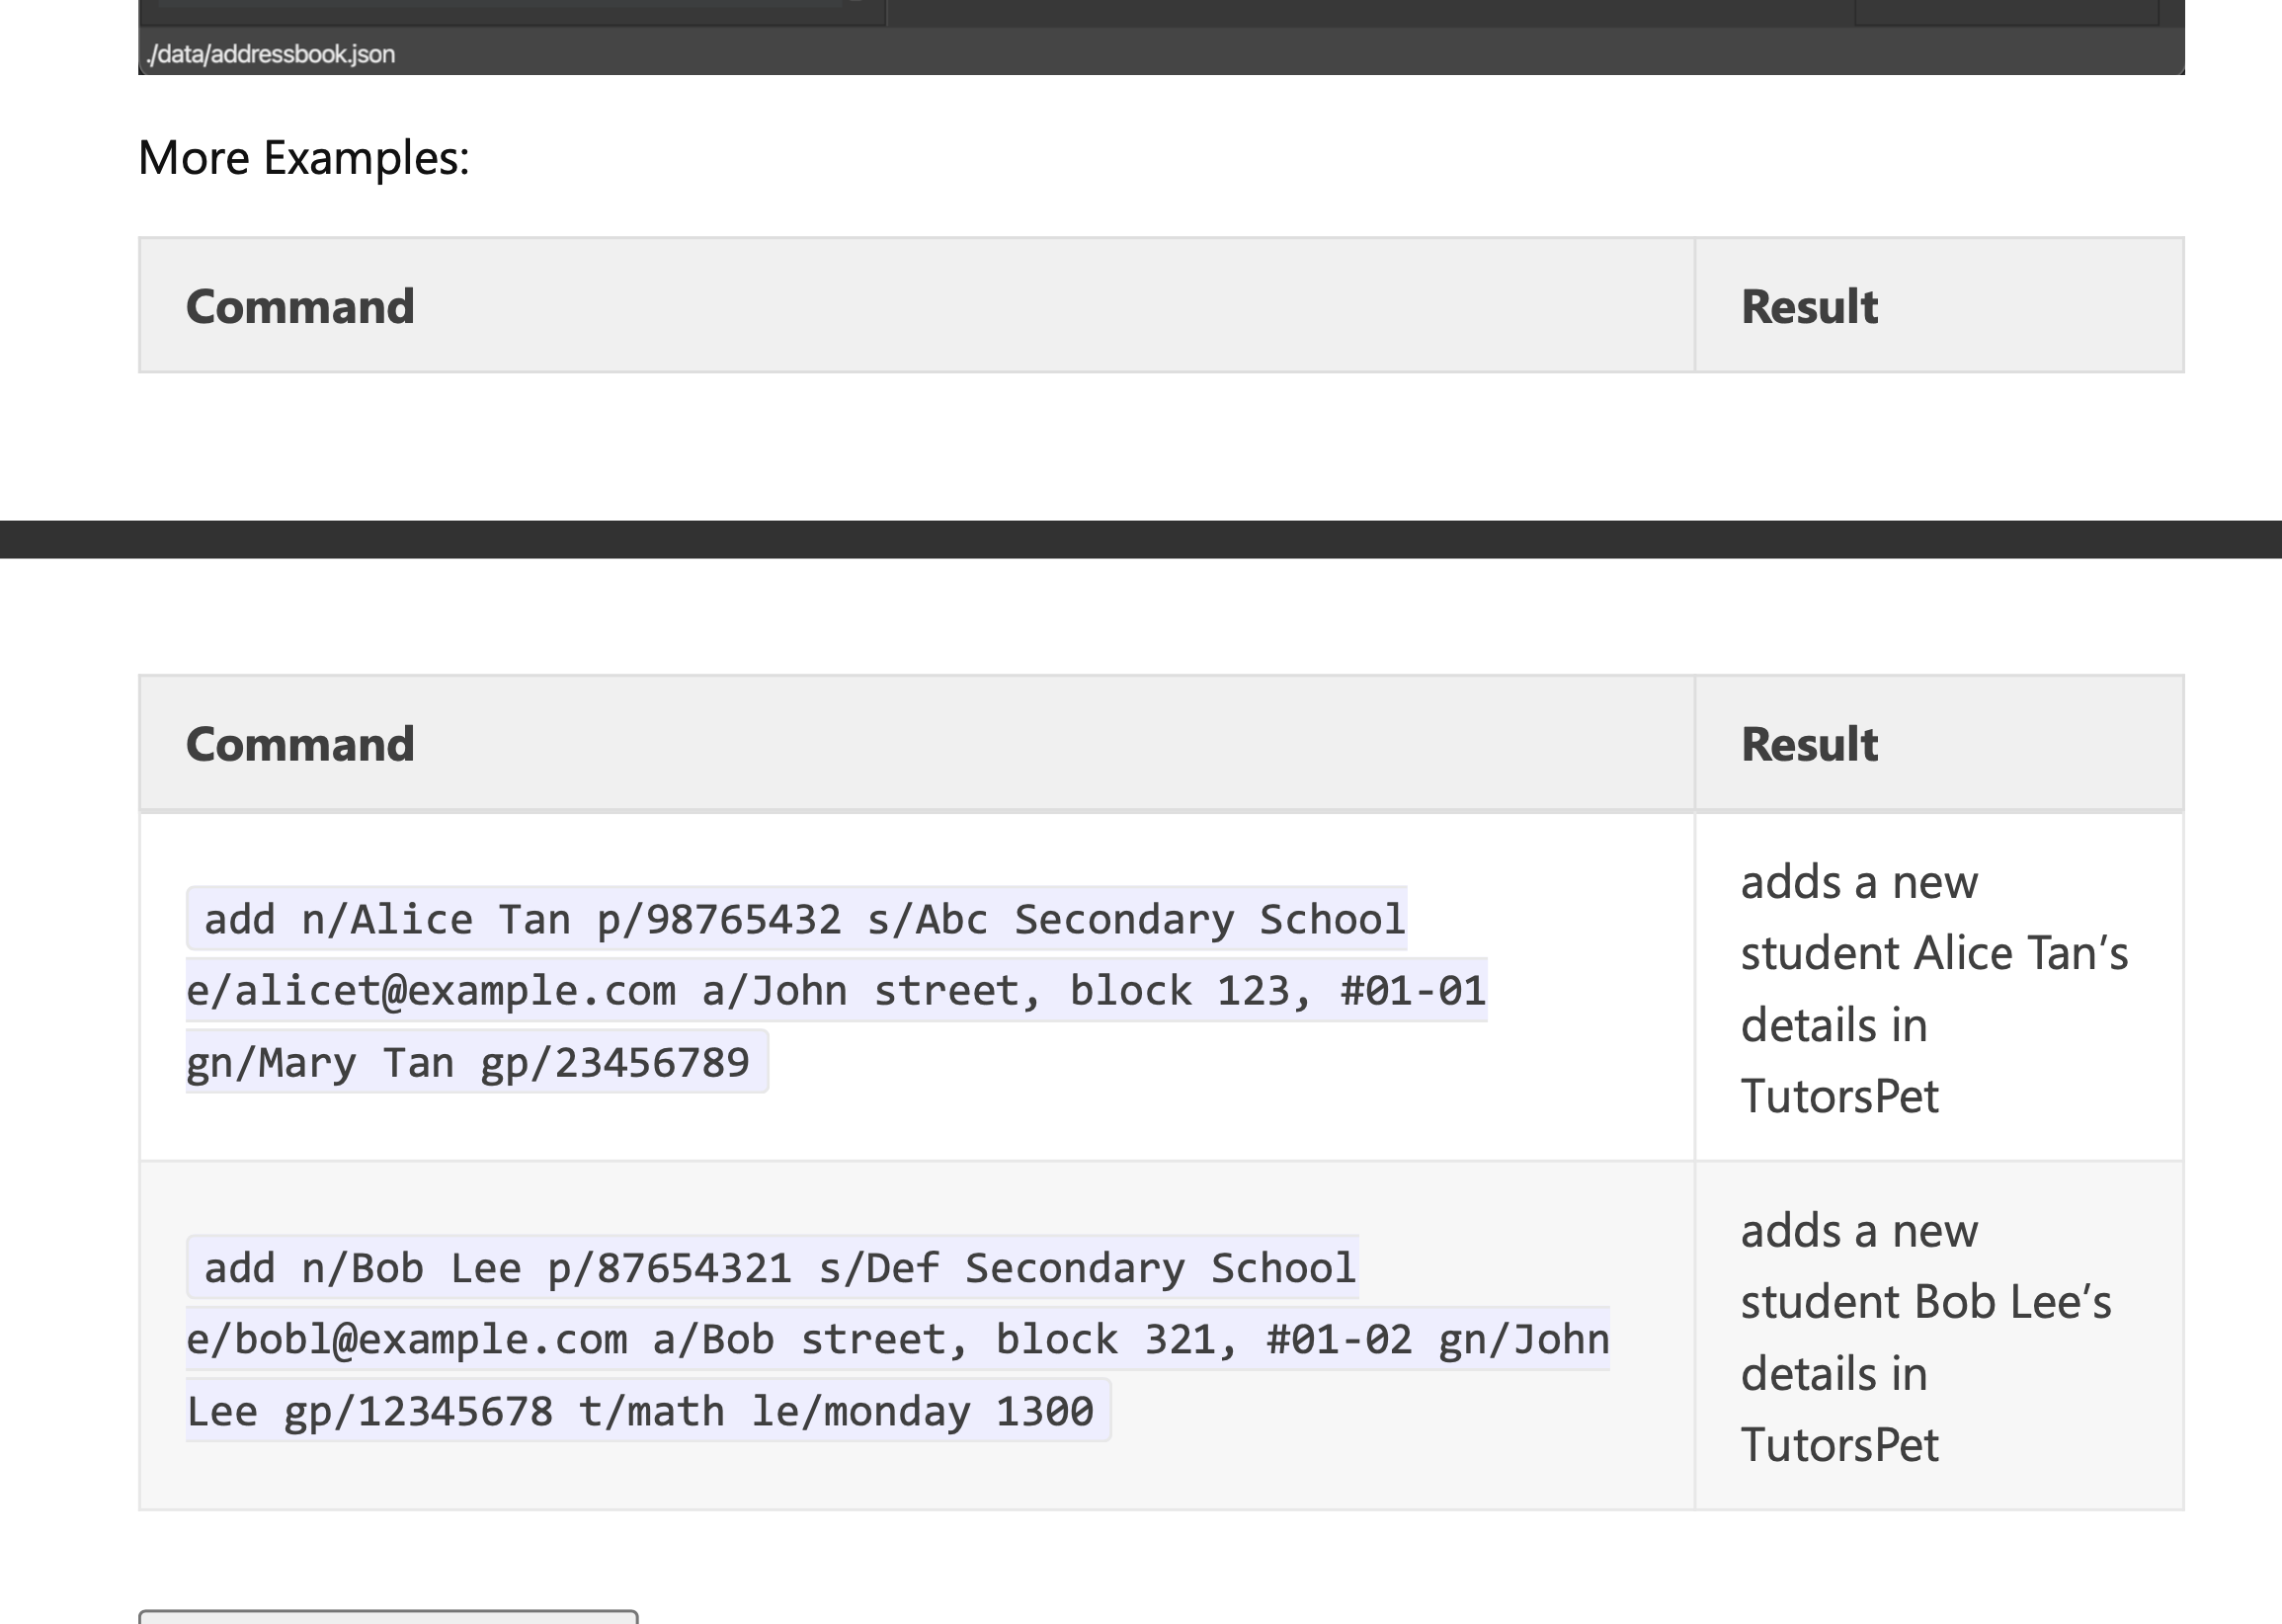 ./data/addressbook.json
More Examples:
Command Result
Command Result
add n/Alice Tan p/98765432 s/Abc Secondary School
e/alicet@example.com a/John street, block 123, #01-01
gn/Mary Tan gp/23456789
adds a new
student Alice Tan’s
details in
TutorsPet
add n/Bob Lee p/87654321 s/Def Secondary School
e/bobl@example.com a/Bob street, block 321, #01-02 gn/John
Lee gp/12345678 t/math le/monday 1300
adds a new
student Bob Lee’s
details in
TutorsPet